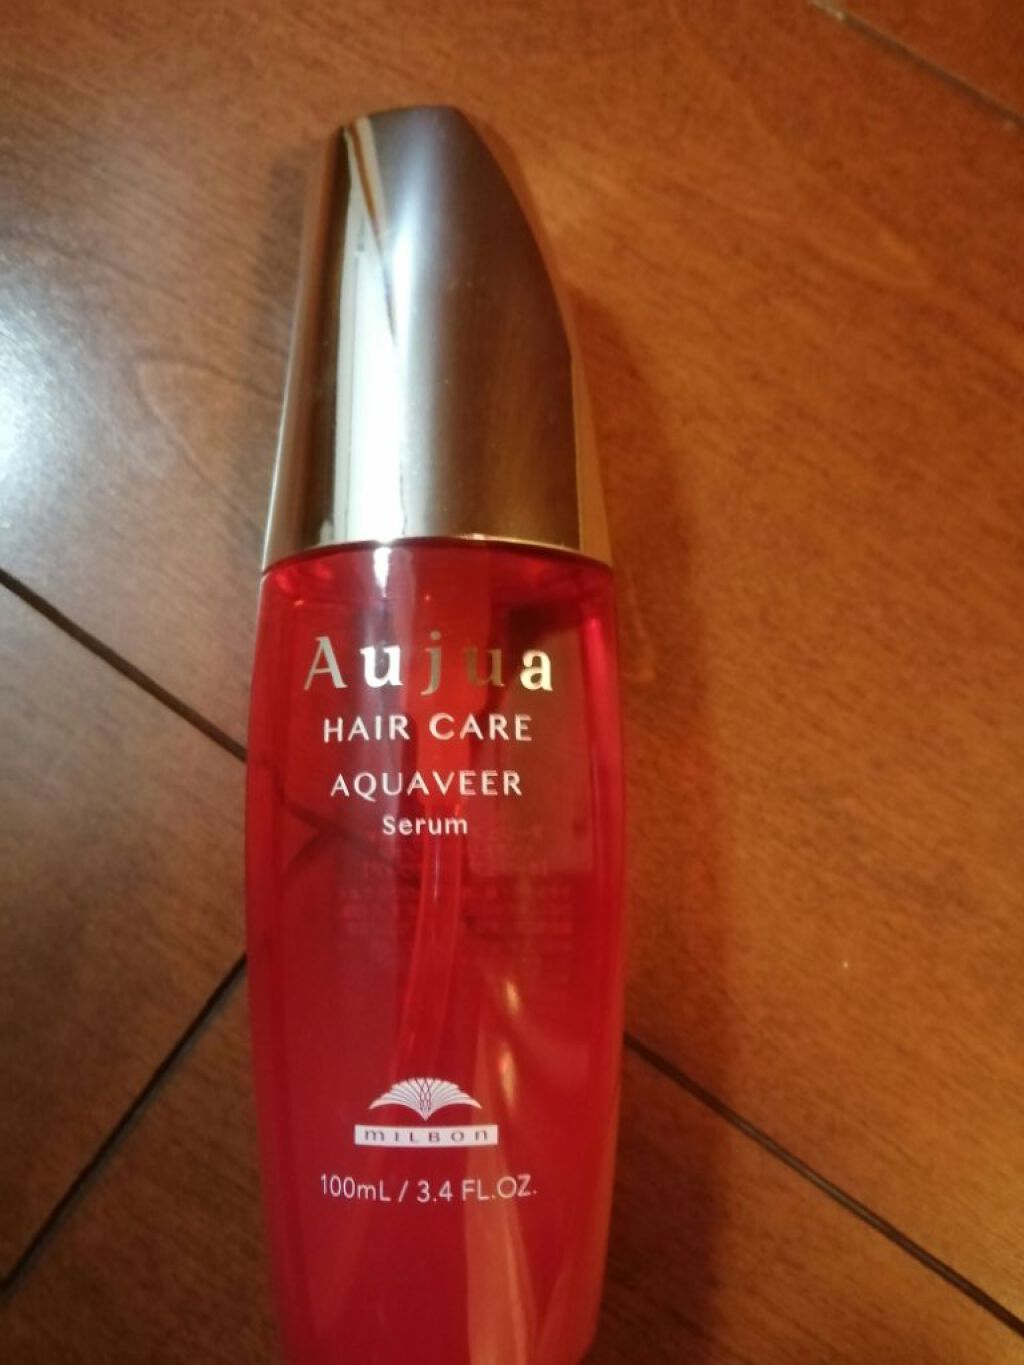 Aujua
HAIR CARE
AQUAVEER
Serum
MILBON
100mL / 3.4 FL.OZ.